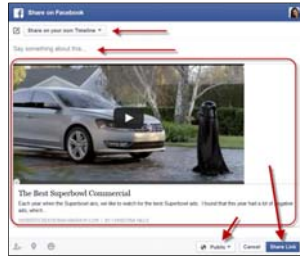 Share on Facebook
Share on your own Timeline
Say something about this...
The Best Superbowl Commercial
Each year when the Superbowl airs, we like to watch for the best Superbowl ads. I found that this year had a lot of negative
ads, which...
Public
Cancel
Share Link